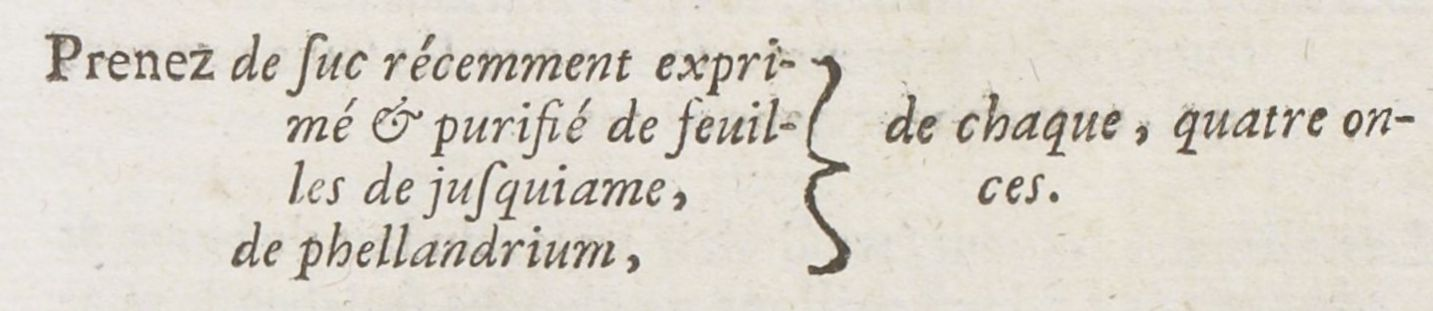 Prenez de ſuc récemment expri-
mé & purifié de feuil-
les de juſquiame,
de phellandrium,
de chaque, quatre on-
ces.